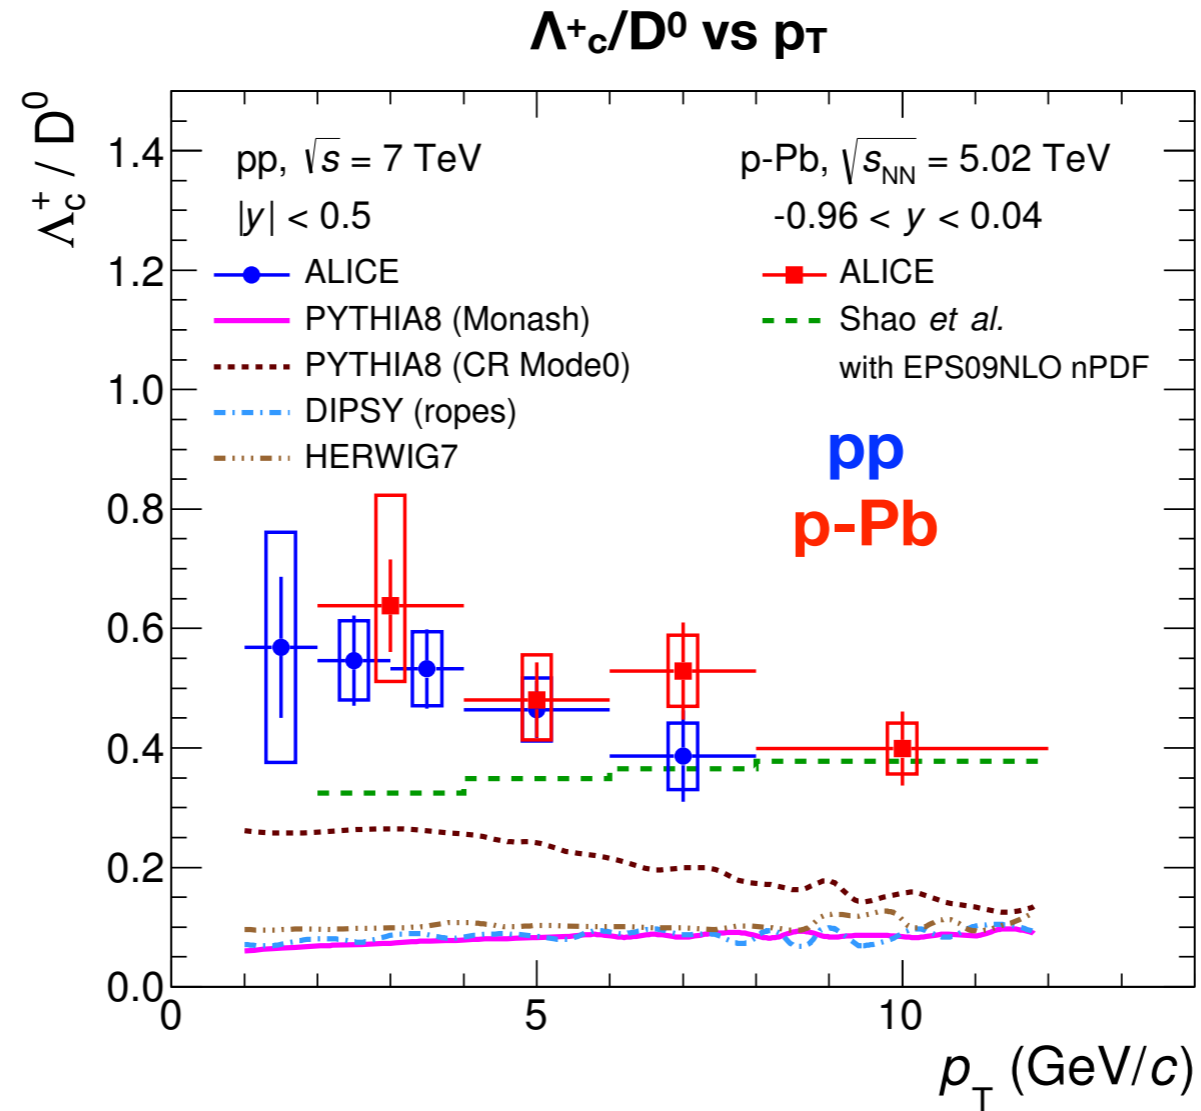 Λ⁺c/D⁰ vs pT
Λc⁺ / D⁰
1.4
1.2
1.0
0.8
0.6
0.4
0.2
0.0
pp, √s = 7 TeV
|y| < 0.5
ALICE
PYTHIA8 (Monash)
PYTHIA8 (CR Mode0)
DIPSY (ropes)
HERWIG7
p-Pb, √sNN = 5.02 TeV
-0.96 < y < 0.04
ALICE
Shao et al.
with EPS09NLO nPDF
pp
p-Pb
0 5 10
pT (GeV/c)